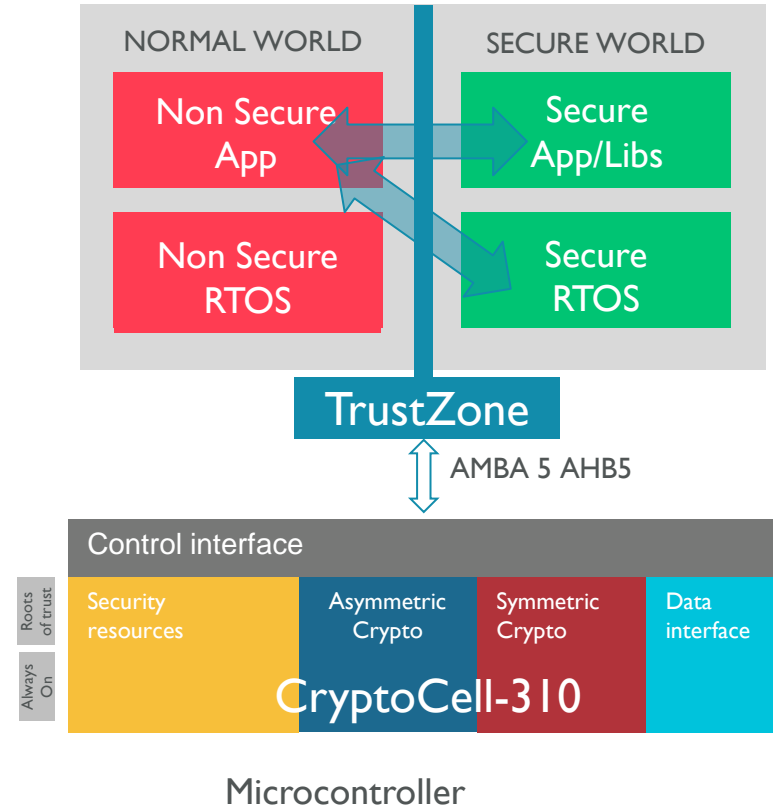 NORMAL WORLD
SECURE WORLD
Non Secure
App
Secure
App/Libs
Non Secure
RTOS
Secure
RTOS
TrustZone
AMBA 5 AHB5
Control interface
Roots
of trust
Security
resources
Asymmetric
Crypto
Symmetric
Crypto
Data
interface
Always
On
CryptoCell-310
Microcontroller